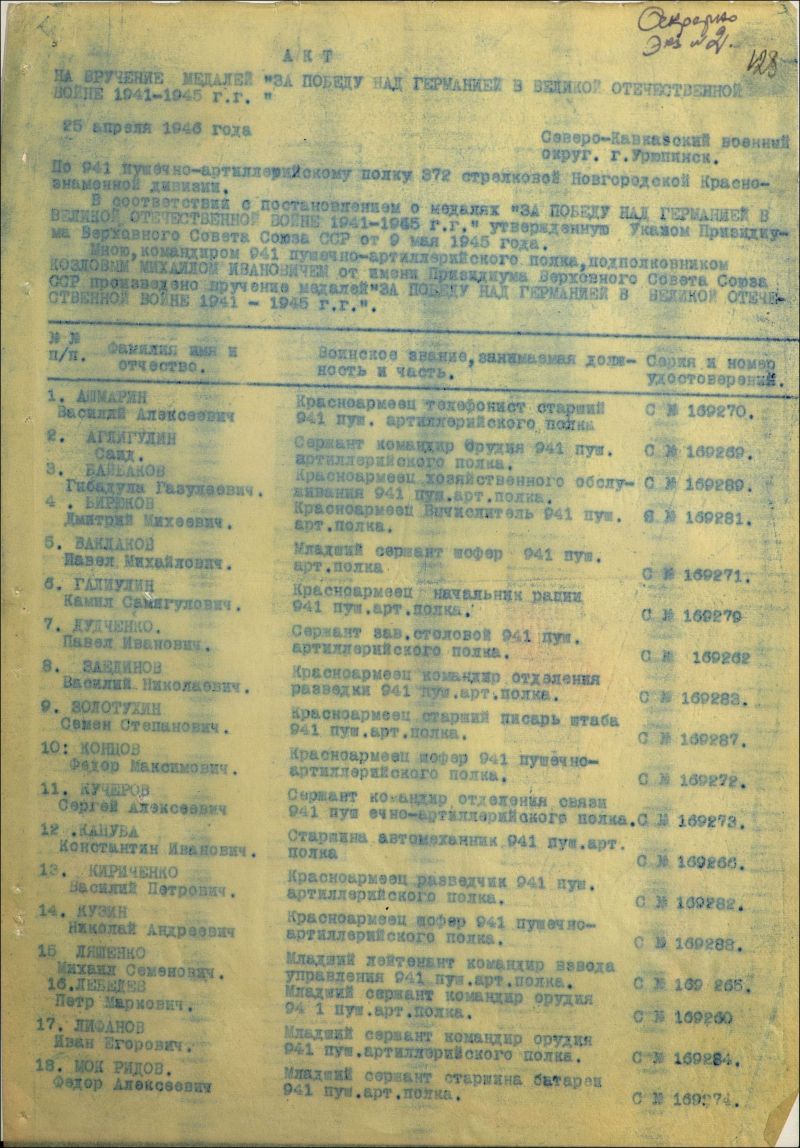 Секретно
Экз №2.
128
АКТ
НА ВРУЧЕНИЕ МЕДАЛЕЙ "ЗА ПОБЕДУ НАД ГЕРМАНИЕЙ В ВЕЛИКОЙ ОТЕЧЕСТВЕННОЙ
ВОЙНЕ 1941-1945 г.г. "
25 апреля 1946 года
Северо-Кавказский военный
округ. г.Урюпинск.
По 941 пушечно-артиллерийскому полку 372 стрелковой Новгородской Красно-
знаменной дивизии.
В соответствии с постановлением о медалях "ЗА ПОБЕДУ НАД ГЕРМАНИЕЙ В
ВЕЛИКОЙ ОТЕЧЕСТВЕННОЙ ВОЙНЕ 1941-1945 г.г." утвержденную Указом Призидиу-
ма Верховного Совета Союза ССР от 9 мая 1945 года.
Мною, командиром 941 пушечно-артиллерийского полка, подполковником
КОЗЛОВЫМ МИХАИЛОМ ИВАНОВИЧЕМ от имени Призидиума Верховного Совета Союза
ССР произведено вручение медалей"ЗА ПОБЕДУ НАД ГЕРМАНИЕЙ В ВЕЛИКОЙ ОТЕЧЕ-
СТВЕННОЙ ВОЙНЕ 1941 - 1945 г.г.".
№ №
п/п. Фамилия имя и отчество. Воинское звание, занимаемая долж-ность и часть. Серия и номер удостоверений.
1. АШМАРИН Красноармеец телефонист старший
Василий Алексеевич 941 пуш. артиллерийского полка С № 169270.
2. АГЛИГУЛИН Сержант командир орудия 941 пуш.
Саид. артиллерийского полка. С № 169269.
3. БАЙБАКОВ Красноармеец хозяйственного обслу-
Гибадула Газулеевич. живания 941 пуш.арт.полка. С № 169289.
4 . БИРЮКОВ Красноармеец Вычислитель 941 пуш.
Дмитрий Михеевич. арт.полка. С № 169281.
5. ВАКЛАКОВ Младший сержант шофер 941 пуш.
Павел Михайлович. арт.полка С № 169271.
6. ГАЛИУЛИН Красноармеец начальник рации
Камил Самягулович. 941 пуш.арт.полка. С № 169279
7. ДУДЧЕНКО. Сержант зав.столовой 941 пуш.
Павел Иванович. артиллерийского полка. С № 169262
8. ЗАЕДИНОВ Красноармеец командир отделения
Василий Николаевич. разведки 941 пуш.арт.полка. С № 169283.
9. ЗОЛОТУХИН Красноармеец старший писарь штаба
Семен Степанович. 941 пуш.арт.полка. С № 169287.
10: КОНЦОВ Красноармеец шофер 941 пушечно-
Федор Максимович. артиллерийского полка. С № 169272.
11. КУЧЕРОВ Сержант командир отделения связи
Сергей Алексеевич 941 пуш ечно-артиллерийского полка. С № 169273.
12 .КАПУБА Старшина автомеханник 941 пуш.арт.
Константин Иванович. полка С № 169266.
13. КИРИЧЕНКО Красноармеец разведчик 941 пуш.
Василий Петрович. артиллерийского полка. С № 169282.
14. КУЗИН Красноармеец шофер 941 пушечно-
Николай Андреевич артиллерийского полка. С № 169288.
15 ЛЯШЕНКО Младший лейтенант командир взвода
Михаил Семенович. управления 941 пуш.арт.полка. С № 169 265.
16.ЛЕБЕДЕВ Младший сержант командир орудия
Петр Маркович. 94 1 пуш.арт.полка. С № 169260
17. ЛИФАНОВ Младший сержант командир орудия
Иван Егорович. 941 пуш.артиллерийского полка. С № 169284.
18. МОК РИДОВ. Младший сержант старшина батареи
Федор Алексеевич 941 пуш.арт.полка. С № 169274.